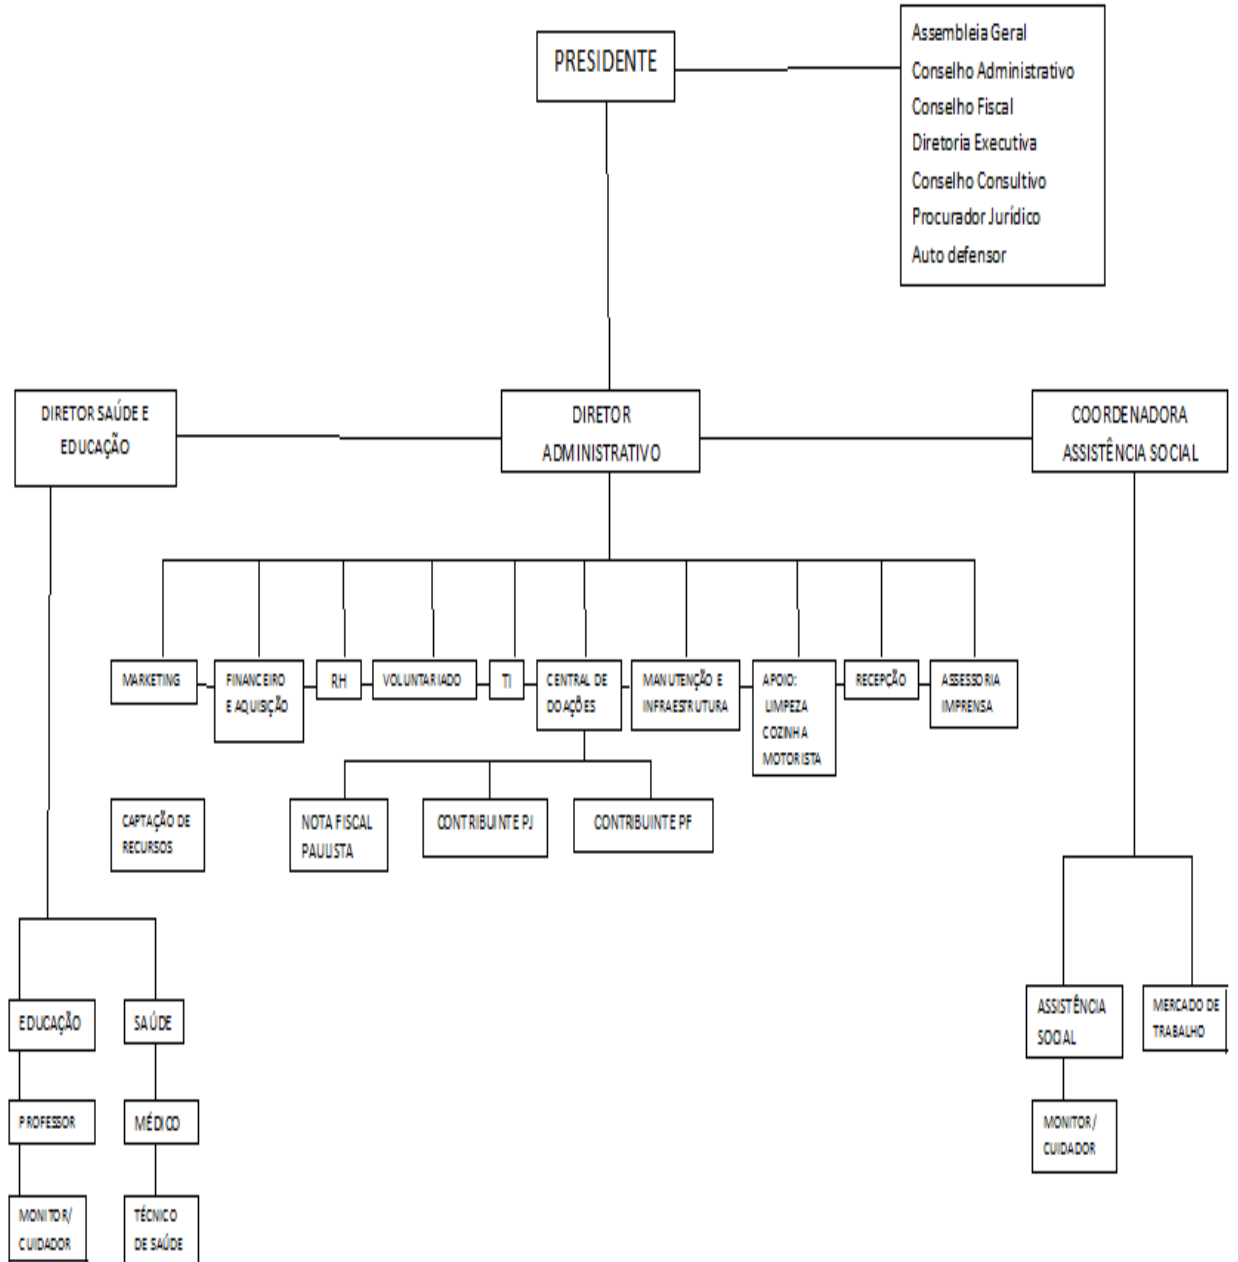 PRESIDENTE
Assembleia Geral
Conselho Administrativo
Conselho Fiscal
Diretoria Executiva
Conselho Consultivo
Procurador Jurídico
Auto defensor
DIRETOR SAÚDE E
EDUCAÇÃO
DIRETOR
ADMINISTRATIVO
COORDENADORA
ASSISTÊNCIA SOCIAL
MARKETING
FINANCEIRO
E AQUISIÇÃO
RH
VOLUNTARIADO
TI
CENTRAL DE
DOAÇÕES
MANUTENÇÃO E
INFRAESTRUTURA
APOIO:
LIMPEZA
COZINHA
MOTORISTA
RECEPÇÃO
ASSESSORIA
IMPRENSA
CAPTAÇÃO DE
RECURSOS
NOTA FISCAL
PAULISTA
CONTRIBUINTE PJ
CONTRIBUINTE PF
EDUCAÇÃO
SAÚDE
ASSISTÊNCIA
SOCIAL
MERCADO DE
TRABALHO
PROFESSOR
MÉDICO
MONITOR/
CUIDADOR
MONITOR/
CUIDADOR
TÉCNICO
DE SAÚDE